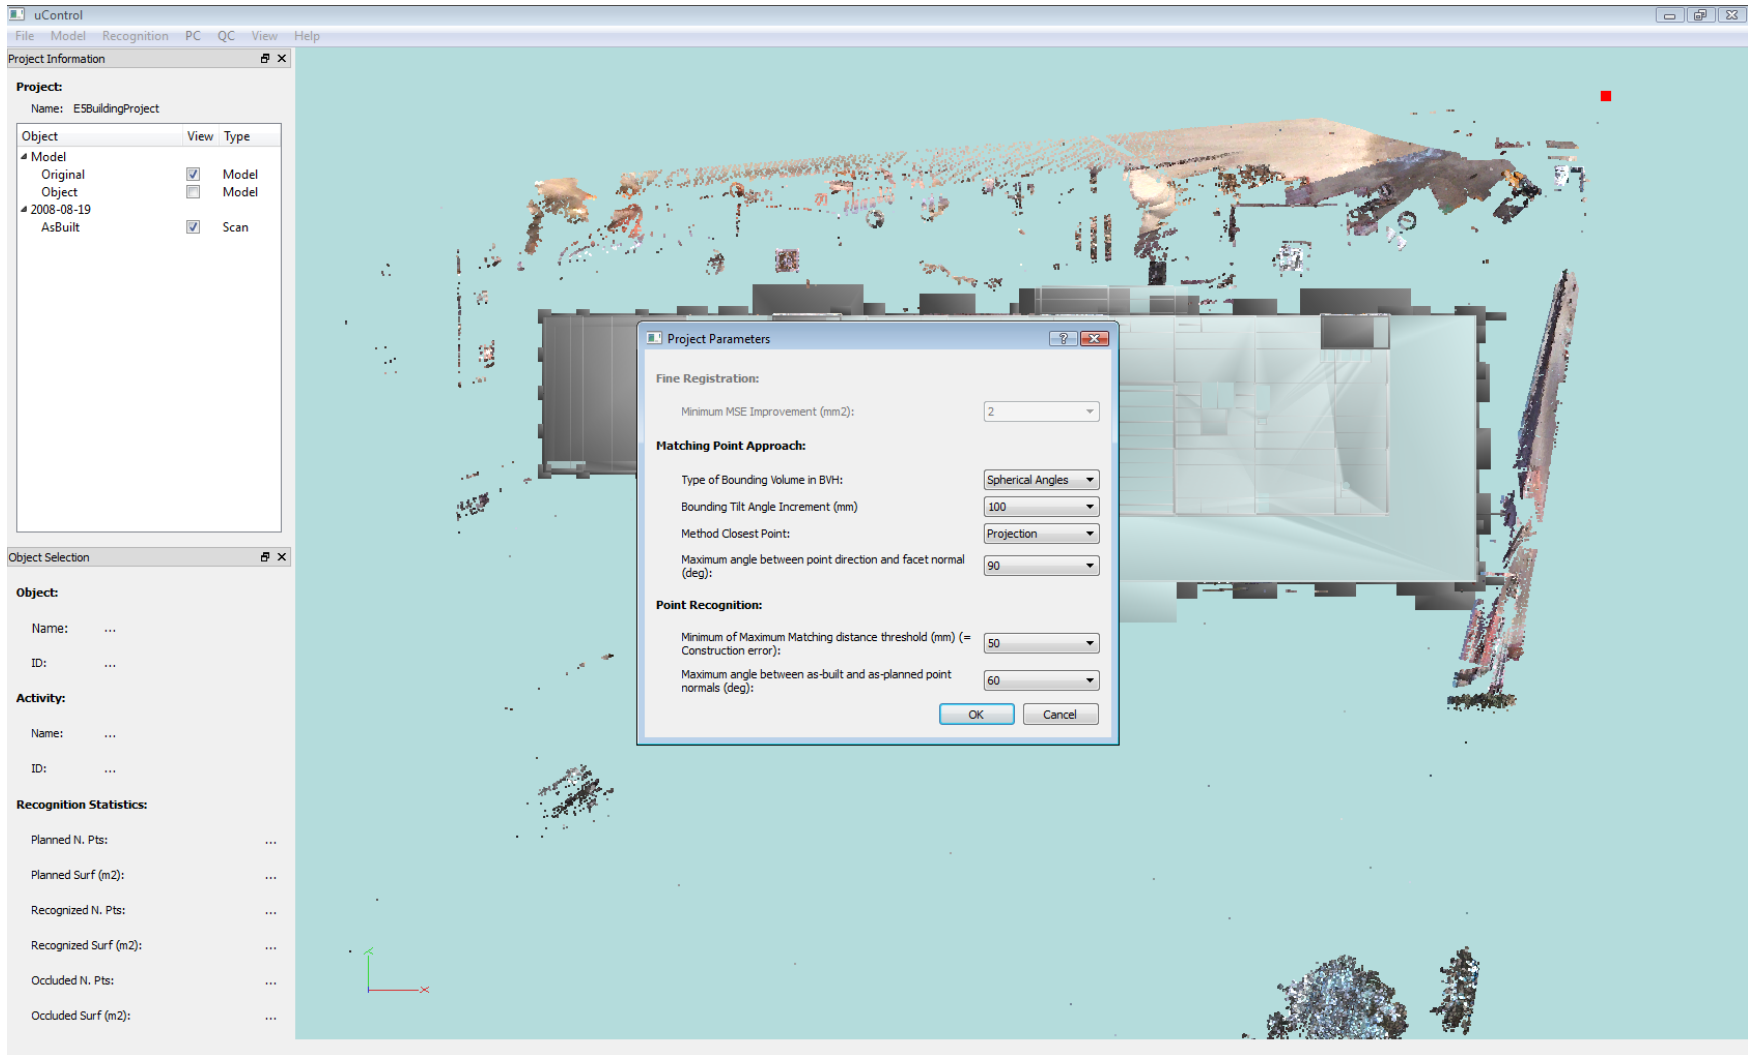 uControl
File Model Recognition PC QC View Help
Project Information
Project:
Name: E5BuildingProject
Object View Type
Model
Original Model
Object Model
2008-08-19
AsBuilt Scan
Object Selection
Object:
Name: ...
ID: ...
Activity:
Name: ...
ID: ...
Recognition Statistics:
Planned N. Pts: ...
Planned Surf (m2): ...
Recognized N. Pts: ...
Recognized Surf (m2): ...
Occluded N. Pts: ...
Occluded Surf (m2): ...
Project Parameters
Fine Registration:
Minimum MSE Improvement (mm2): 2
Matching Point Approach:
Type of Bounding Volume in BVH: Spherical Angles
Bounding Tilt Angle Increment (mm) 100
Method Closest Point: Projection
Maximum angle between point direction and facet normal
(deg): 90
Point Recognition:
Minimum of Maximum Matching distance threshold (mm) (=
Construction error): 50
Maximum angle between as-built and as-planned point
normals (deg): 60
OK Cancel
Y
X